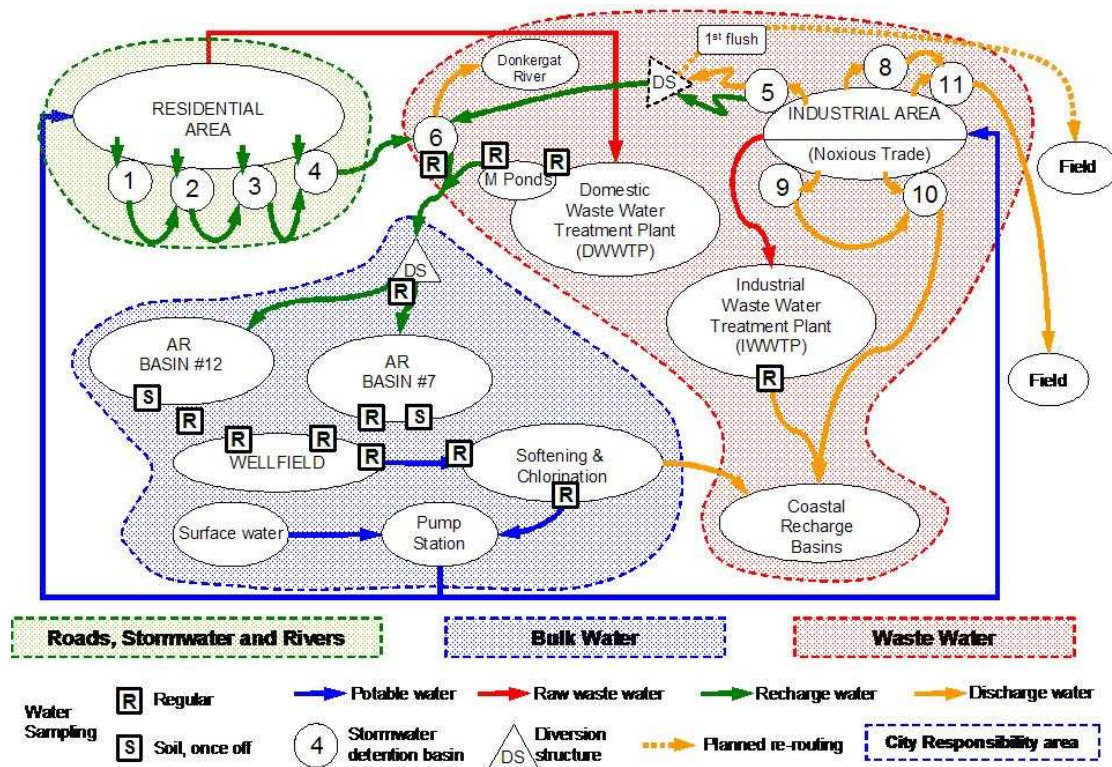 1st flush
Donkergat
River
DS
5
8
11
RESIDENTIAL
AREA
INDUSTRIAL AREA
(Noxious Trade)
6
R
R
R
M Ponds
Field
1
2
3
4
9
10
Domestic
Waste Water
Treatment Plant
(DWWTP)
DS
R
Industrial
Waste Water
Treatment Plant
(IWWTP)
R
AR
BASIN #12
S
AR
BASIN #7
R
S
Field
R
R
R
R
R
WELLFIELD
Softening &
Chlorination
R
Surface water
Pump
Station
Coastal
Recharge
Basins
Roads, Stormwater and Rivers
Bulk Water
Waste Water
Water
Sampling
R
Regular
Potable water
Raw waste water
Recharge water
Discharge water
S
Soil, once off
4
Stormwater
detention basin
DS
Diversion
structure
Planned re-routing
City Responsibility area